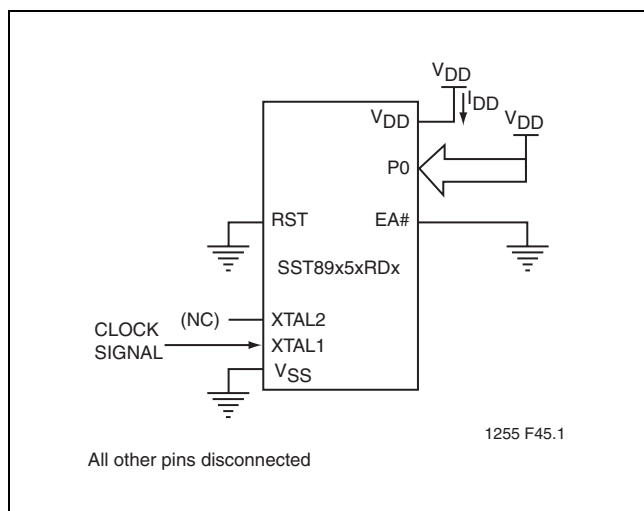 VDD
IDD
VDD
VDD
P0
RST
EA#
SST89x5xRDx
(NC)
XTAL2
CLOCK
SIGNAL
XTAL1
VSS
1255 F45.1
All other pins disconnected